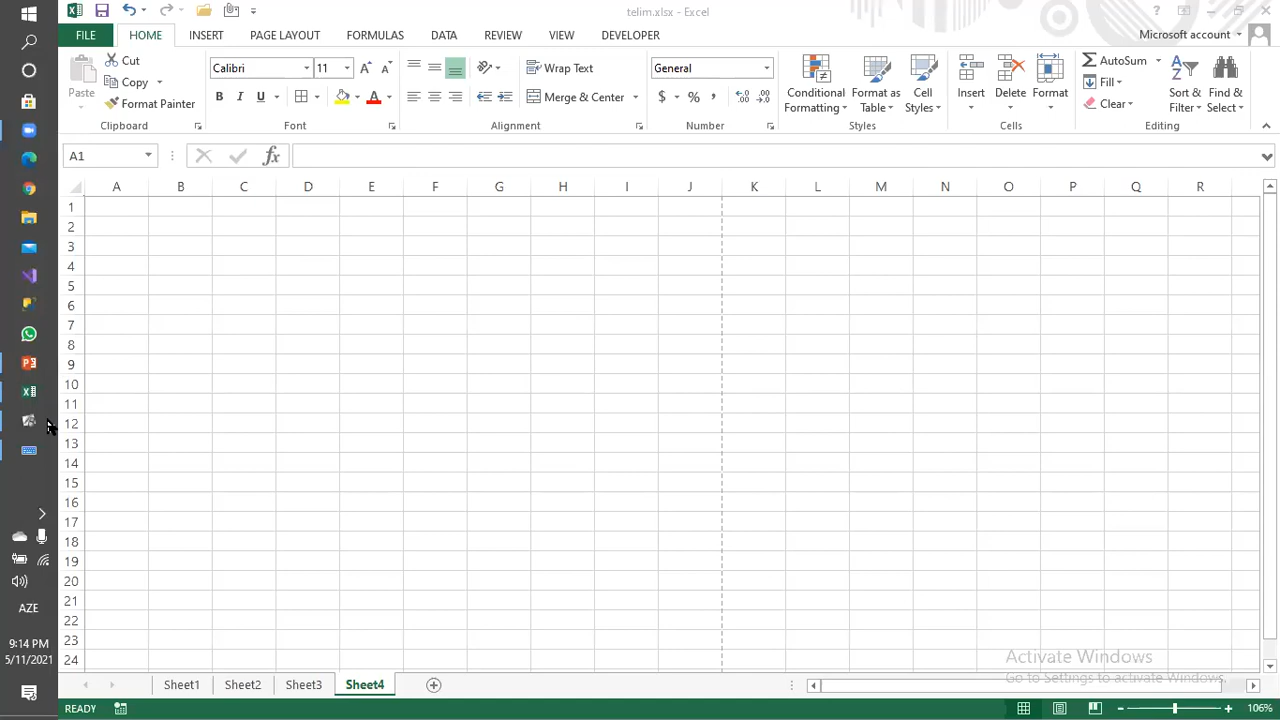 telim.xlsx - Excel
?
FILE HOME INSERT PAGE LAYOUT FORMULAS DATA REVIEW VIEW DEVELOPER
Microsoft account
Paste
Cut
Copy
Format Painter
Clipboard
Calibri 11
B I U
Font
Wrap Text
Merge & Center
Alignment
General
$ % ,
Number
Conditional Formatting
Format as Table
Cell Styles
Styles
Insert
Delete
Format
Cells
AutoSum
Fill
Clear
Sort & Filter
Find & Select
Editing
A1
fx
A B C D E F G H I J K L M N O P Q R
1
2
3
4
5
6
7
8
9
10
11
12
13
14
15
16
17
18
19
20
21
22
23
24
AZE
9:14 PM
5/11/2021
Activate Windows
Go to Settings to activate Windows.
Sheet1 Sheet2 Sheet3 Sheet4
READY
106%